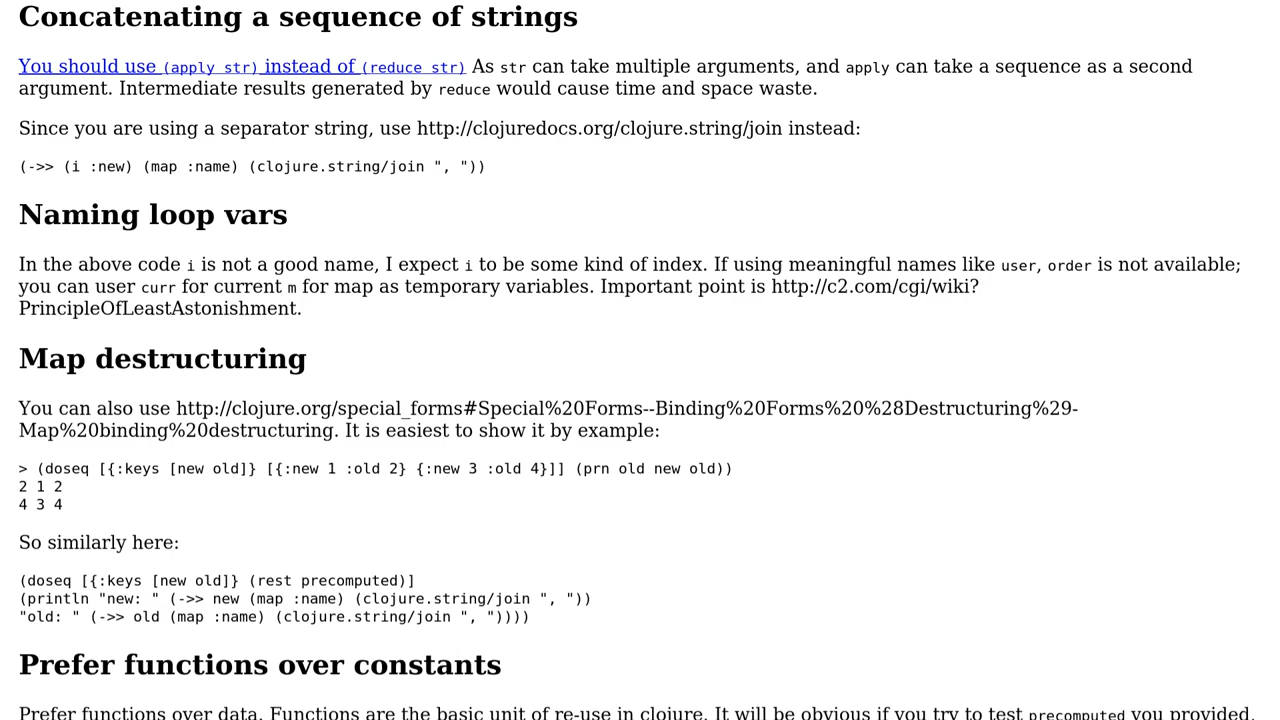 Concatenating a sequence of strings
You should use (apply str) instead of (reduce str) As str can take multiple arguments, and apply can take a sequence as a second
argument. Intermediate results generated by reduce would cause time and space waste.
Since you are using a separator string, use http://clojuredocs.org/clojure.string/join instead:
(->> (i :new) (map :name) (clojure.string/join ", "))
Naming loop vars
In the above code i is not a good name, I expect i to be some kind of index. If using meaningful names like user, order is not available;
you can user curr for current m for map as temporary variables. Important point is http://c2.com/cgi/wiki?
PrincipleOfLeastAstonishment.
Map destructuring
You can also use http://clojure.org/special_forms#Special%20Forms--Binding%20Forms%20%28Destructuring%29-
Map%20binding%20destructuring. It is easiest to show it by example:
> (doseq [{:keys [new old]} [{:new 1 :old 2} {:new 3 :old 4}]] (prn old new old))
2 1 2
4 3 4
So similarly here:
(doseq [{:keys [new old]} (rest precomputed)]
(println "new: " (->> new (map :name) (clojure.string/join ", "))
"old: " (->> old (map :name) (clojure.string/join ", "))))
Prefer functions over constants
Prefer functions over data. Functions are the basic unit of re-use in clojure. It will be obvious if you try to test precomputed you provided.